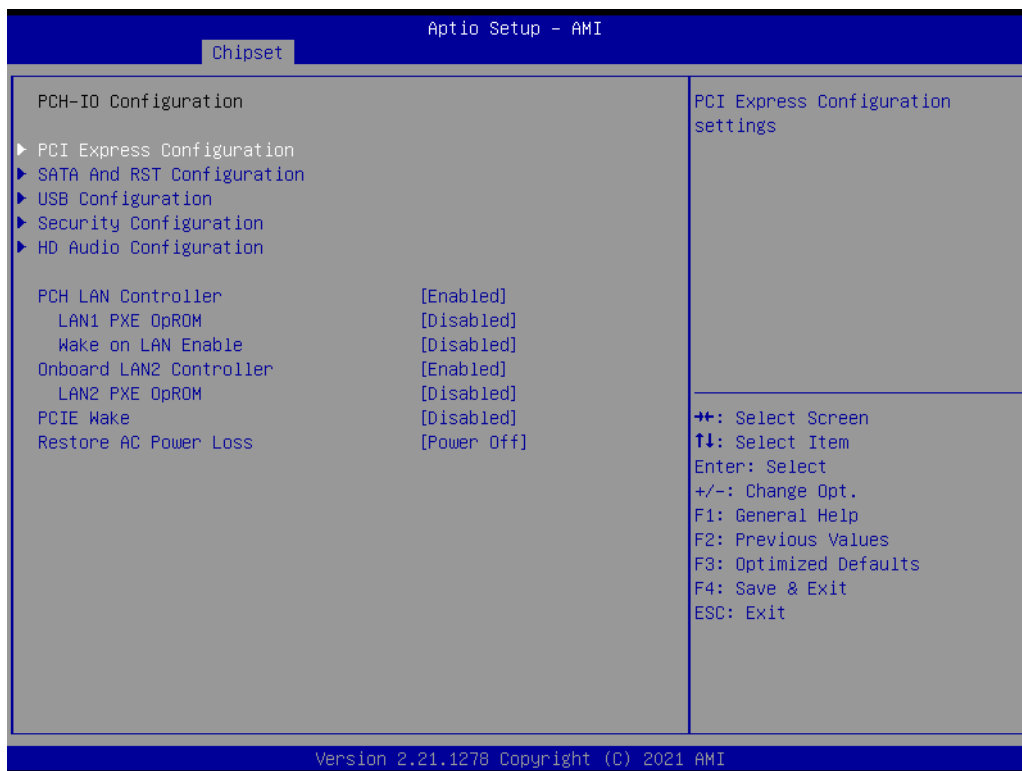 Aptio Setup – AMI
Chipset
PCH-IO Configuration
▶ PCI Express Configuration
▶ SATA And RST Configuration
▶ USB Configuration
▶ Security Configuration
▶ HD Audio Configuration
PCH LAN Controller [Enabled]
LAN1 PXE OpROM [Disabled]
Wake on LAN Enable [Disabled]
Onboard LAN2 Controller [Enabled]
LAN2 PXE OpROM [Disabled]
PCIE Wake [Disabled]
Restore AC Power Loss [Power Off]
PCI Express Configuration
settings
→←: Select Screen
↑↓: Select Item
Enter: Select
+/-: Change Opt.
F1: General Help
F2: Previous Values
F3: Optimized Defaults
F4: Save & Exit
ESC: Exit
Version 2.21.1278 Copyright (C) 2021 AMI